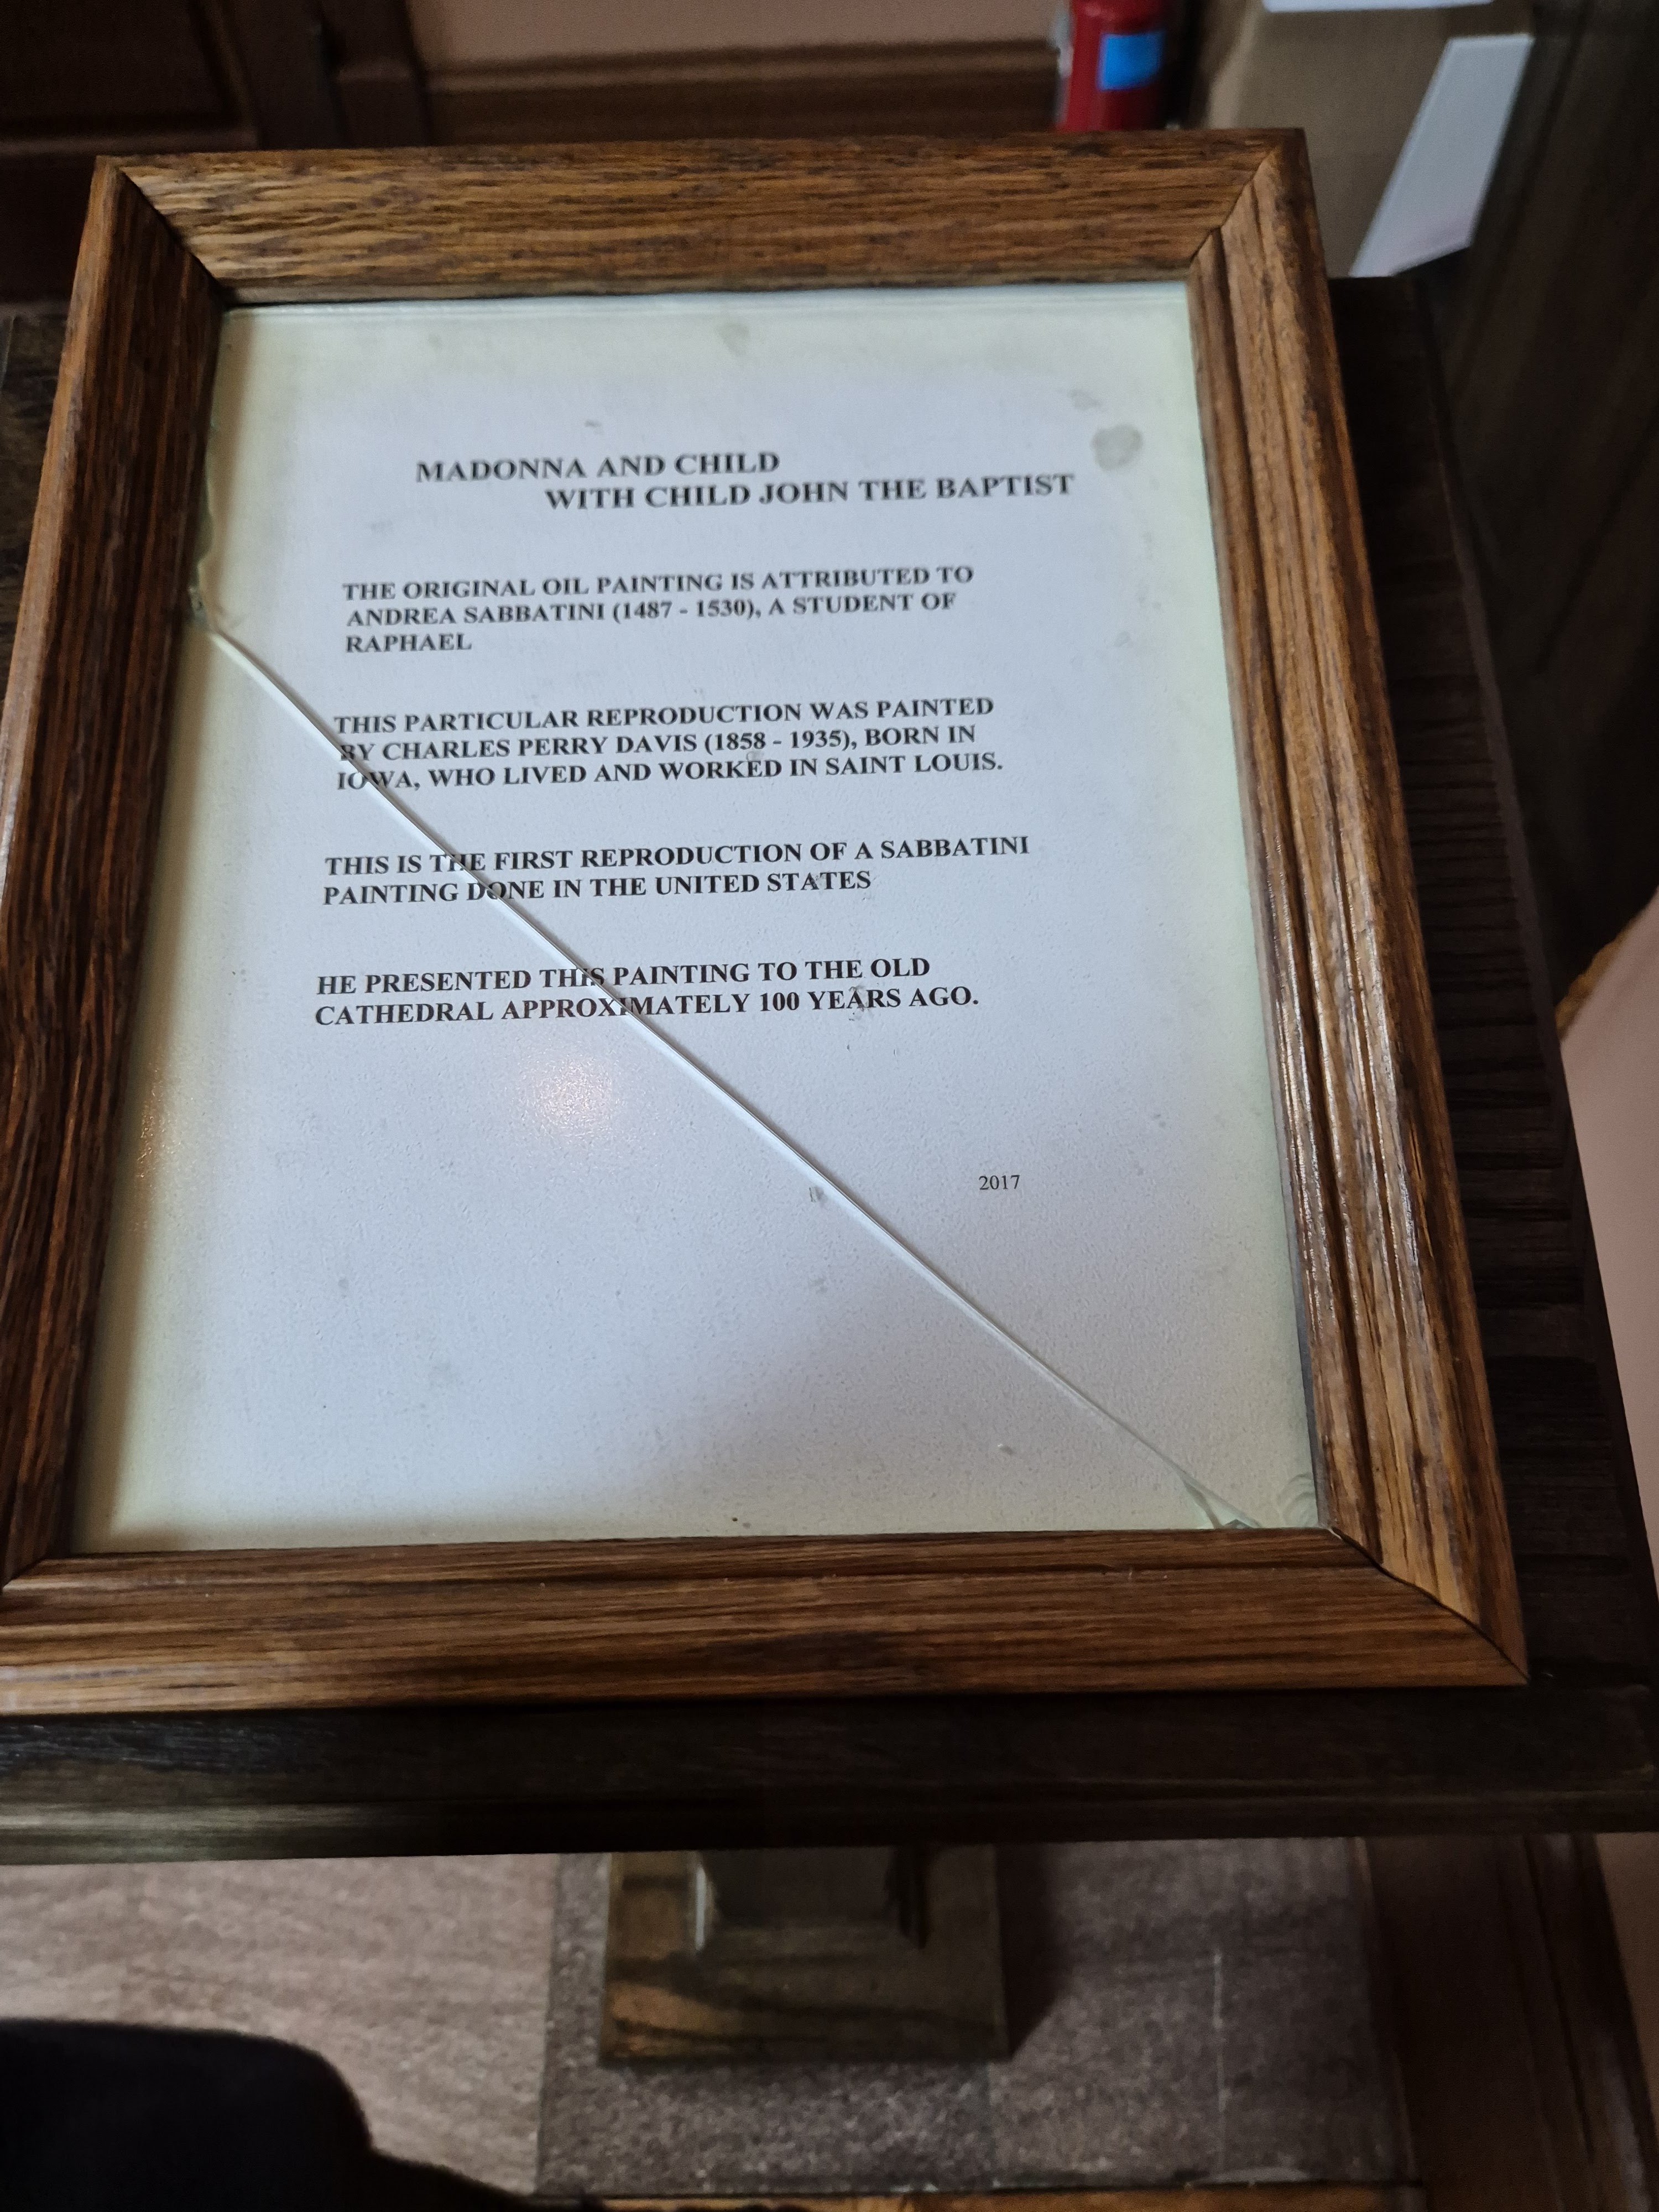 MADONNA AND CHILD
WITH CHILD JOHN THE BAPTIST
THE ORIGINAL OIL PAINTING IS ATTRIBUTED TO
ANDREA SABBATINI (1487 - 1530), A STUDENT OF
RAPHAEL
THIS PARTICULAR REPRODUCTION WAS PAINTED
BY CHARLES PERRY DAVIS (1858 - 1935), BORN IN
IOWA, WHO LIVED AND WORKED IN SAINT LOUIS.
THIS IS THE FIRST REPRODUCTION OF A SABBATINI
PAINTING DONE IN THE UNITED STATES
HE PRESENTED THIS PAINTING TO THE OLD
CATHEDRAL APPROXIMATELY 100 YEARS AGO.
2017